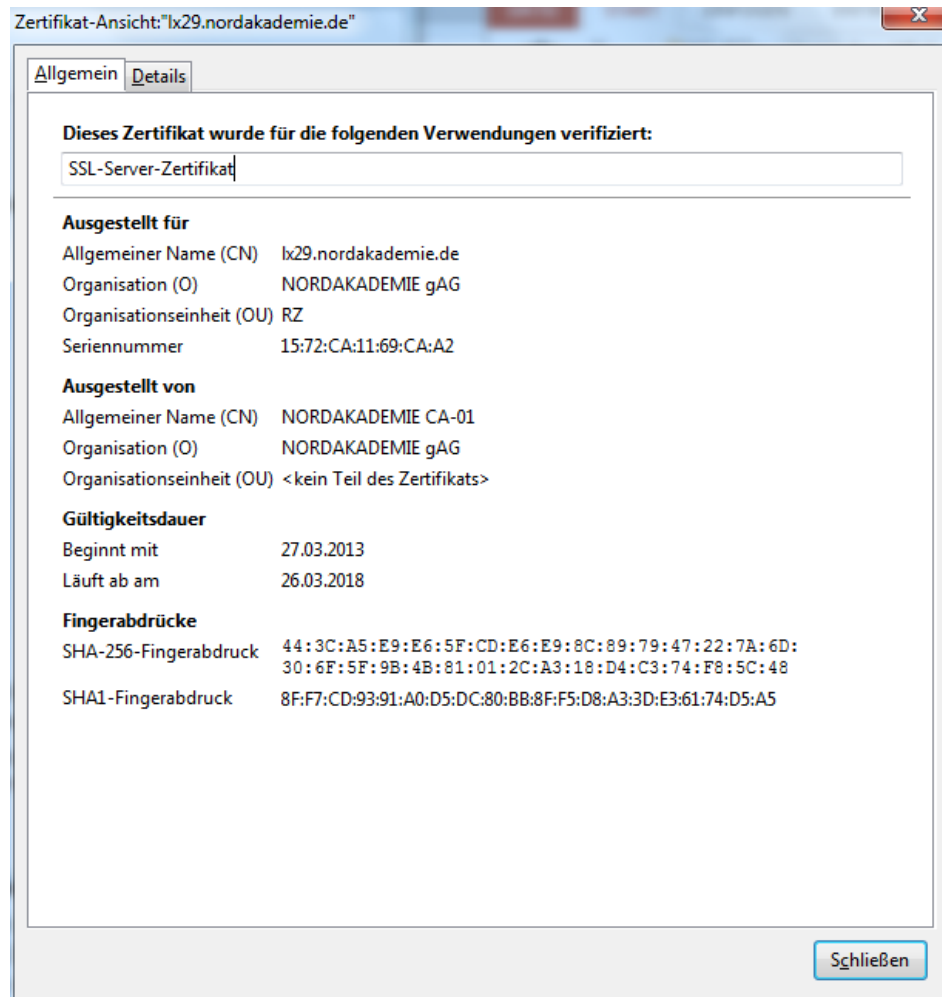 Zertifikat-Ansicht:"lx29.nordakademie.de"
Allgemein Details
Dieses Zertifikat wurde für die folgenden Verwendungen verifiziert:
SSL-Server-Zertifikat
Ausgestellt für
Allgemeiner Name (CN) lx29.nordakademie.de
Organisation (O) NORDAKADEMIE gAG
Organisationseinheit (OU) RZ
Seriennummer 15:72:CA:11:69:CA:A2
Ausgestellt von
Allgemeiner Name (CN) NORDAKADEMIE CA-01
Organisation (O) NORDAKADEMIE gAG
Organisationseinheit (OU) <kein Teil des Zertifikats>
Gültigkeitsdauer
Beginnt mit 27.03.2013
Läuft ab am 26.03.2018
Fingerabdrücke
SHA-256-Fingerabdruck 44:3C:A5:E9:E6:5F:CD:E6:E9:8C:89:79:47:22:7A:6D:
30:6F:5F:9B:4B:81:01:2C:A3:18:D4:C3:74:F8:5C:48
SHA1-Fingerabdruck 8F:F7:CD:93:91:A0:D5:DC:80:BB:8F:F5:D8:A3:3D:E3:61:74:D5:A5
Schließen